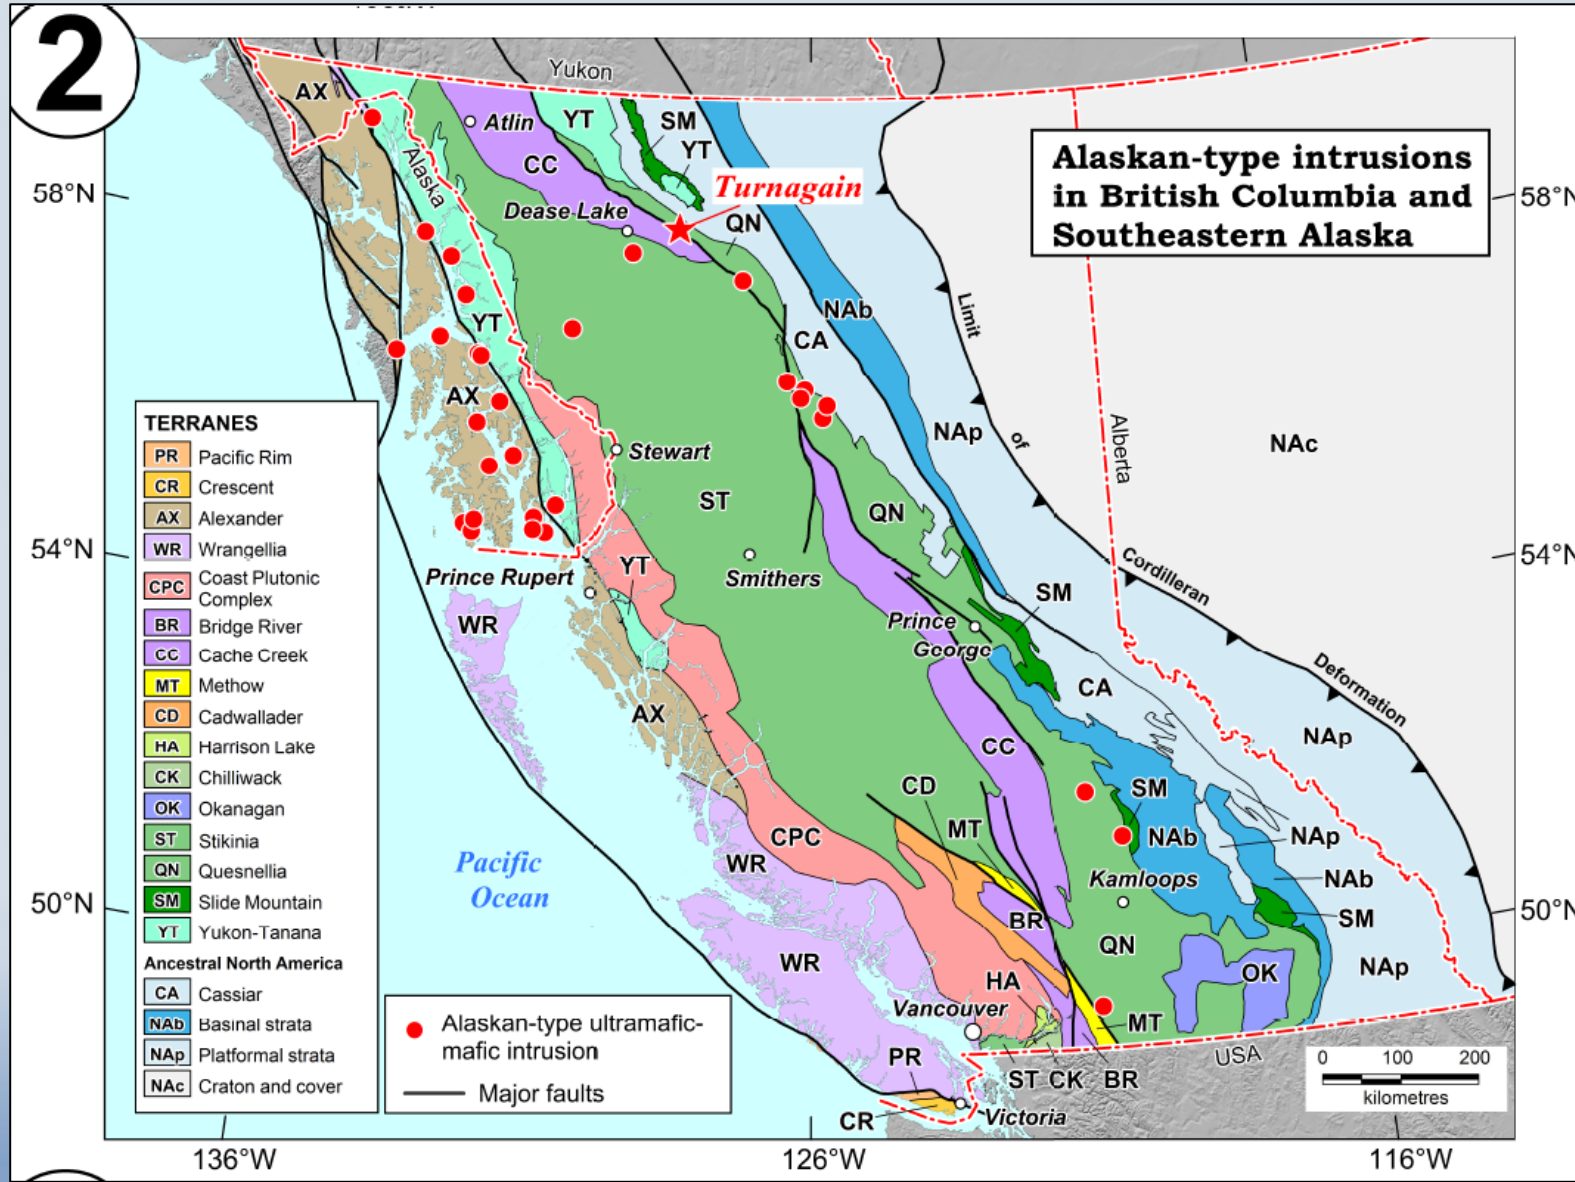 2
Yukon
AX
Atlin
YT
SM
YT
CC
Alaska
Turnagain
Alaskan-type intrusions
in British Columbia and
Southeastern Alaska
58°N
58°N
Dease Lake
QN
NAb
Limit
CA
YT
AX
Alberta
NAp
of
NAc
Stewart
ST
QN
54°N
54°N
Cordilleran
Prince Rupert
YT
Smithers
SM
WR
Prince
George
Deformation
CA
AX
NAp
CC
CD
SM
MT
CPC
NAb
NAp
WR
Kamloops
NAb
Pacific
Ocean
50°N
50°N
BR
SM
QN
WR
OK
NAp
HA
Vancouver
MT
PR
USA
ST
CK
BR
CR
Victoria
TERRANES
PR Pacific Rim
CR Crescent
AX Alexander
WR Wrangellia
CPC Coast Plutonic
Complex
BR Bridge River
CC Cache Creek
MT Methow
CD Cadwallader
HA Harrison Lake
CK Chilliwack
OK Okanagan
ST Stikinia
QN Quesnellia
SM Slide Mountain
YT Yukon-Tanana
Ancestral North America
CA Cassiar
NAb Basinal strata
NAp Platformal strata
NAc Craton and cover
Alaskan-type ultramafic-
mafic intrusion
Major faults
0 100 200
kilometres
136°W
126°W
116°W